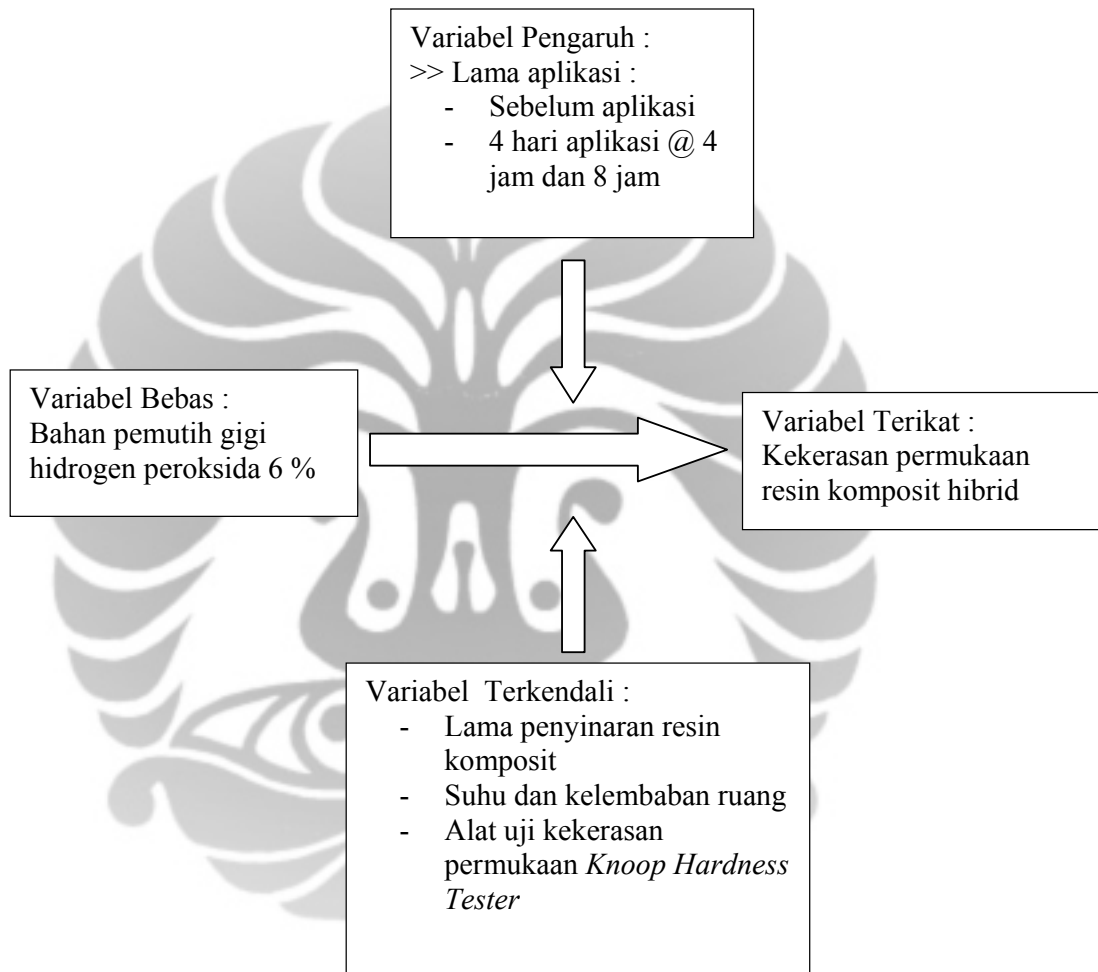 Variabel Pengaruh :
>> Lama aplikasi :
- Sebelum aplikasi
- 4 hari aplikasi @ 4
jam dan 8 jam
Variabel Bebas :
Bahan pemutih gigi
hidrogen peroksida 6 %
Variabel Terikat :
Kekerasan permukaan
resin komposit hibrid
Variabel Terkendali :
- Lama penyinaran resin
komposit
- Suhu dan kelembaban ruang
- Alat uji kekerasan
permukaan Knoop Hardness
Tester